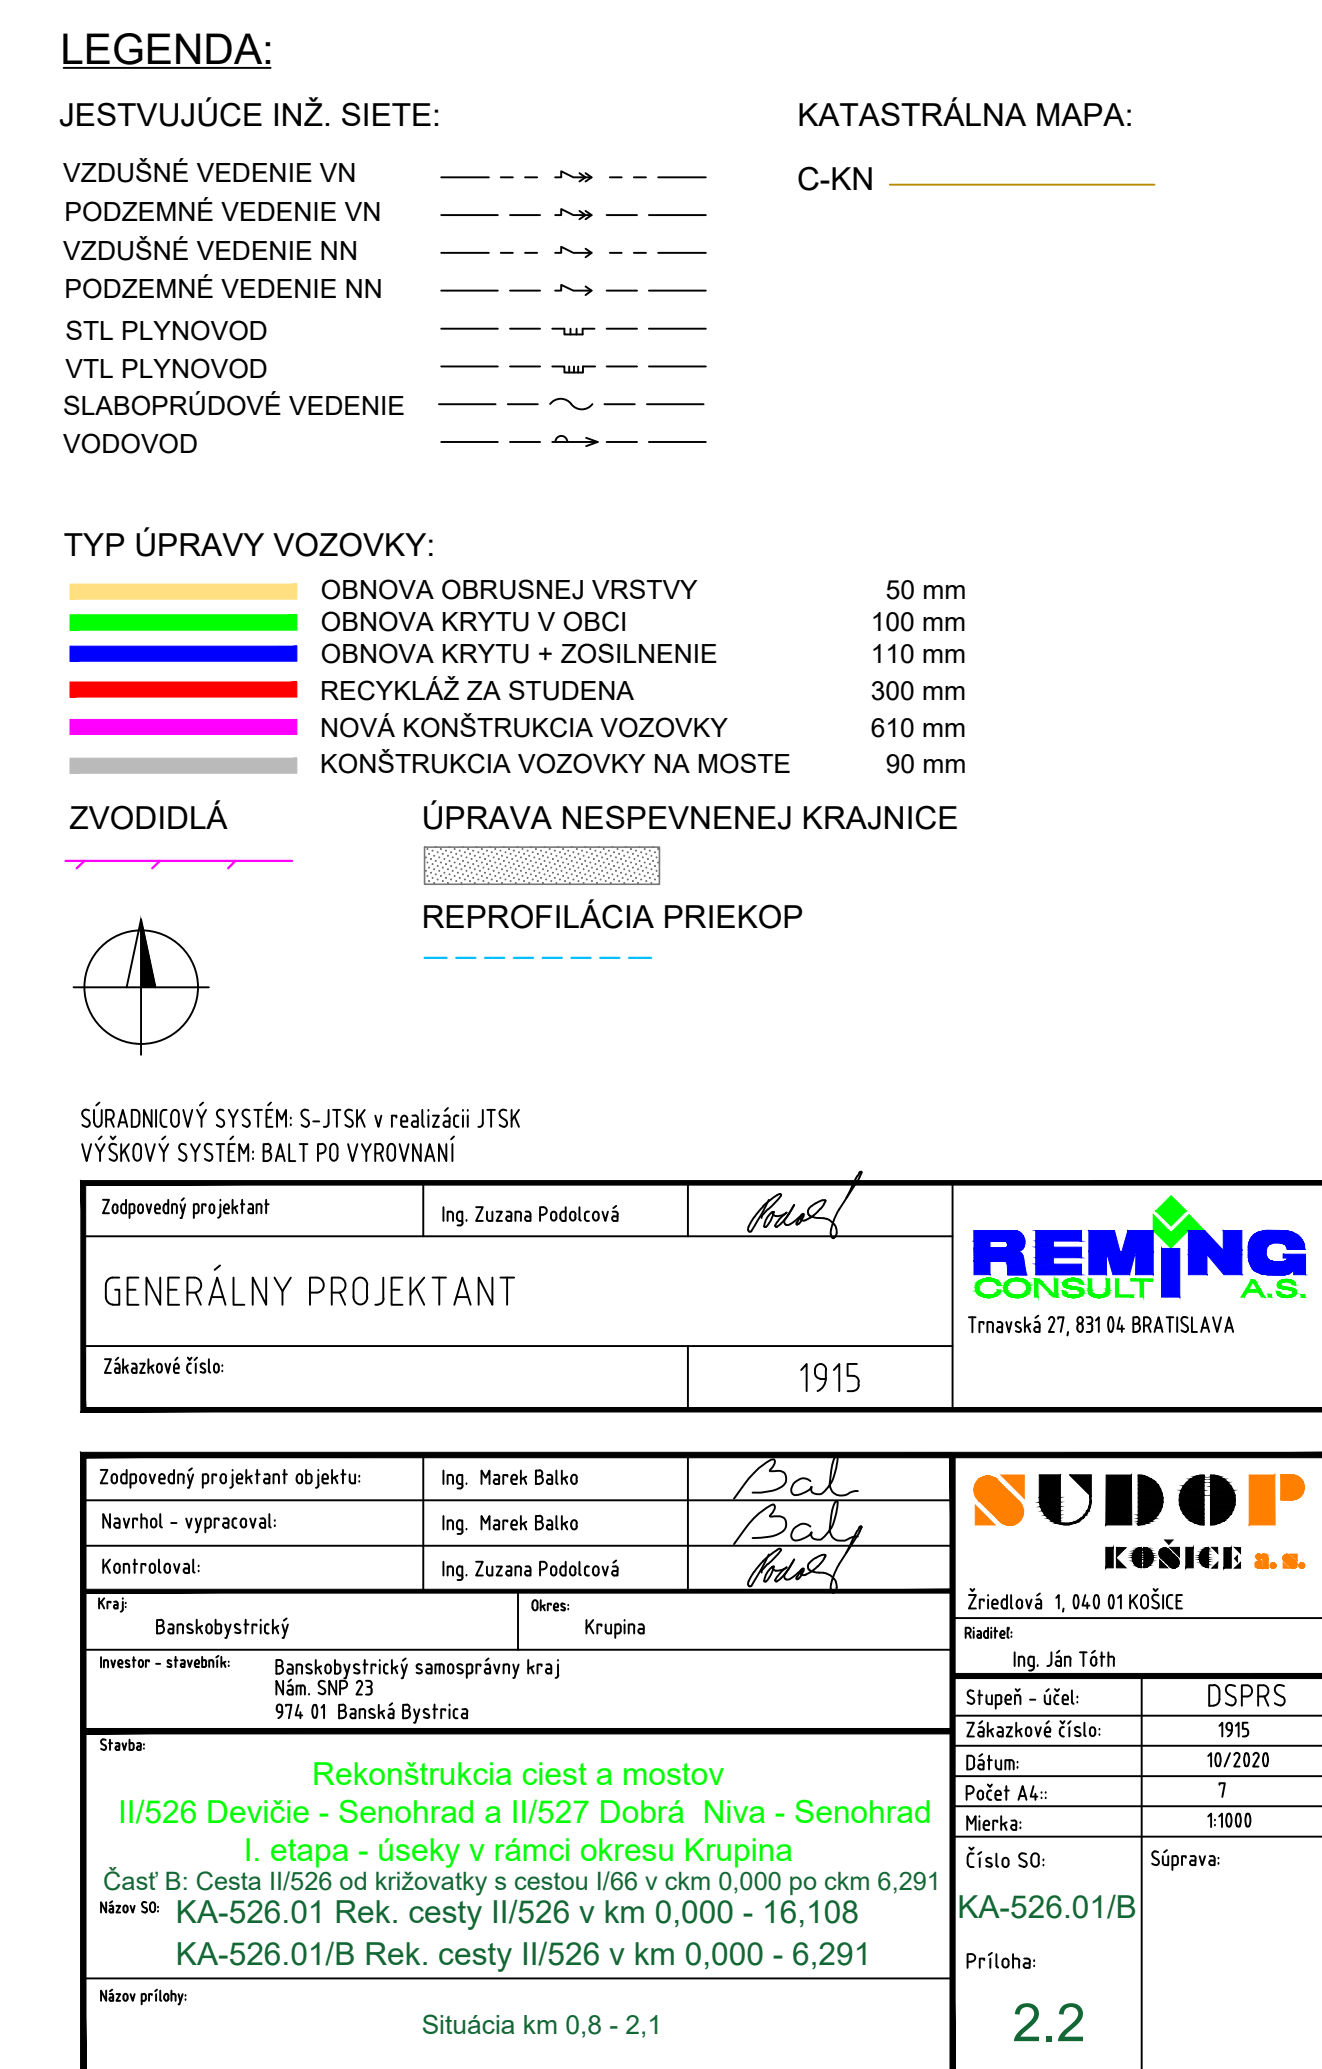 LEGENDA:
JESTVUJÚCE INŽ. SIETE:
VZDUŠNÉ VEDENIE VN
PODZEMNÉ VEDENIE VN
VZDUŠNÉ VEDENIE NN
PODZEMNÉ VEDENIE NN
STL PLYNOVOD
VTL PLYNOVOD
SLABOPRÚDOVÉ VEDENIE
VODOVOD
KATASTRÁLNA MAPA:
C-KN
TYP ÚPRAVY VOZOVKY:
OBNOVA OBRUSNEJ VRSTVY 50 mm
OBNOVA KRYTU V OBCI 100 mm
OBNOVA KRYTU + ZOSILNENIE 110 mm
RECYKLÁŽ ZA STUDENA 300 mm
NOVÁ KONŠTRUKCIA VOZOVKY 610 mm
KONŠTRUKCIA VOZOVKY NA MOSTE 90 mm
ZVODIDLÁ
ÚPRAVA NESPEVNENEJ KRAJNICE
REPROFILÁCIA PRIEKOP
SÚRADNICOVÝ SYSTÉM: S-JTSK v realizácii JTSK
VÝŠKOVÝ SYSTÉM: BALT PO VYROVNANÍ
Zodpovedný projektant Ing. Zuzana Podolcová
GENERÁLNY PROJEKTANT
Zákazkové číslo: 1915
REMING
CONSULT A.S.
Trnavská 27, 831 04 BRATISLAVA
Zodpovedný projektant objektu: Ing. Marek Balko
Navrhol - vypracoval: Ing. Marek Balko
Kontroloval: Ing. Zuzana Podolcová
Kraj: Banskobystrický
Okres: Krupina
Investor - stavebník: Banskobystrický samosprávny kraj
Nám. SNP 23
974 01 Banská Bystrica
SUDOP
KOŠICE a.s.
Žriedlová 1, 040 01 KOŠICE
Riaditeľ:
Ing. Ján Tóth
Stupeň - účel: DSPRS
Zákazkové číslo: 1915
Dátum: 10/2020
Počet A4:: 7
Mierka: 1:1000
Číslo SO:
KA-526.01/B
Súprava:
Príloha:
2.2
Stavba:
Rekonštrukcia ciest a mostov
II/526 Devičie - Senohrad a II/527 Dobrá Niva - Senohrad
I. etapa - úseky v rámci okresu Krupina
Časť B: Cesta II/526 od križovatky s cestou I/66 v ckm 0,000 po ckm 6,291
Názov SO: KA-526.01 Rek. cesty II/526 v km 0,000 - 16,108
KA-526.01/B Rek. cesty II/526 v km 0,000 - 6,291
Názov prílohy:
Situácia km 0,8 - 2,1